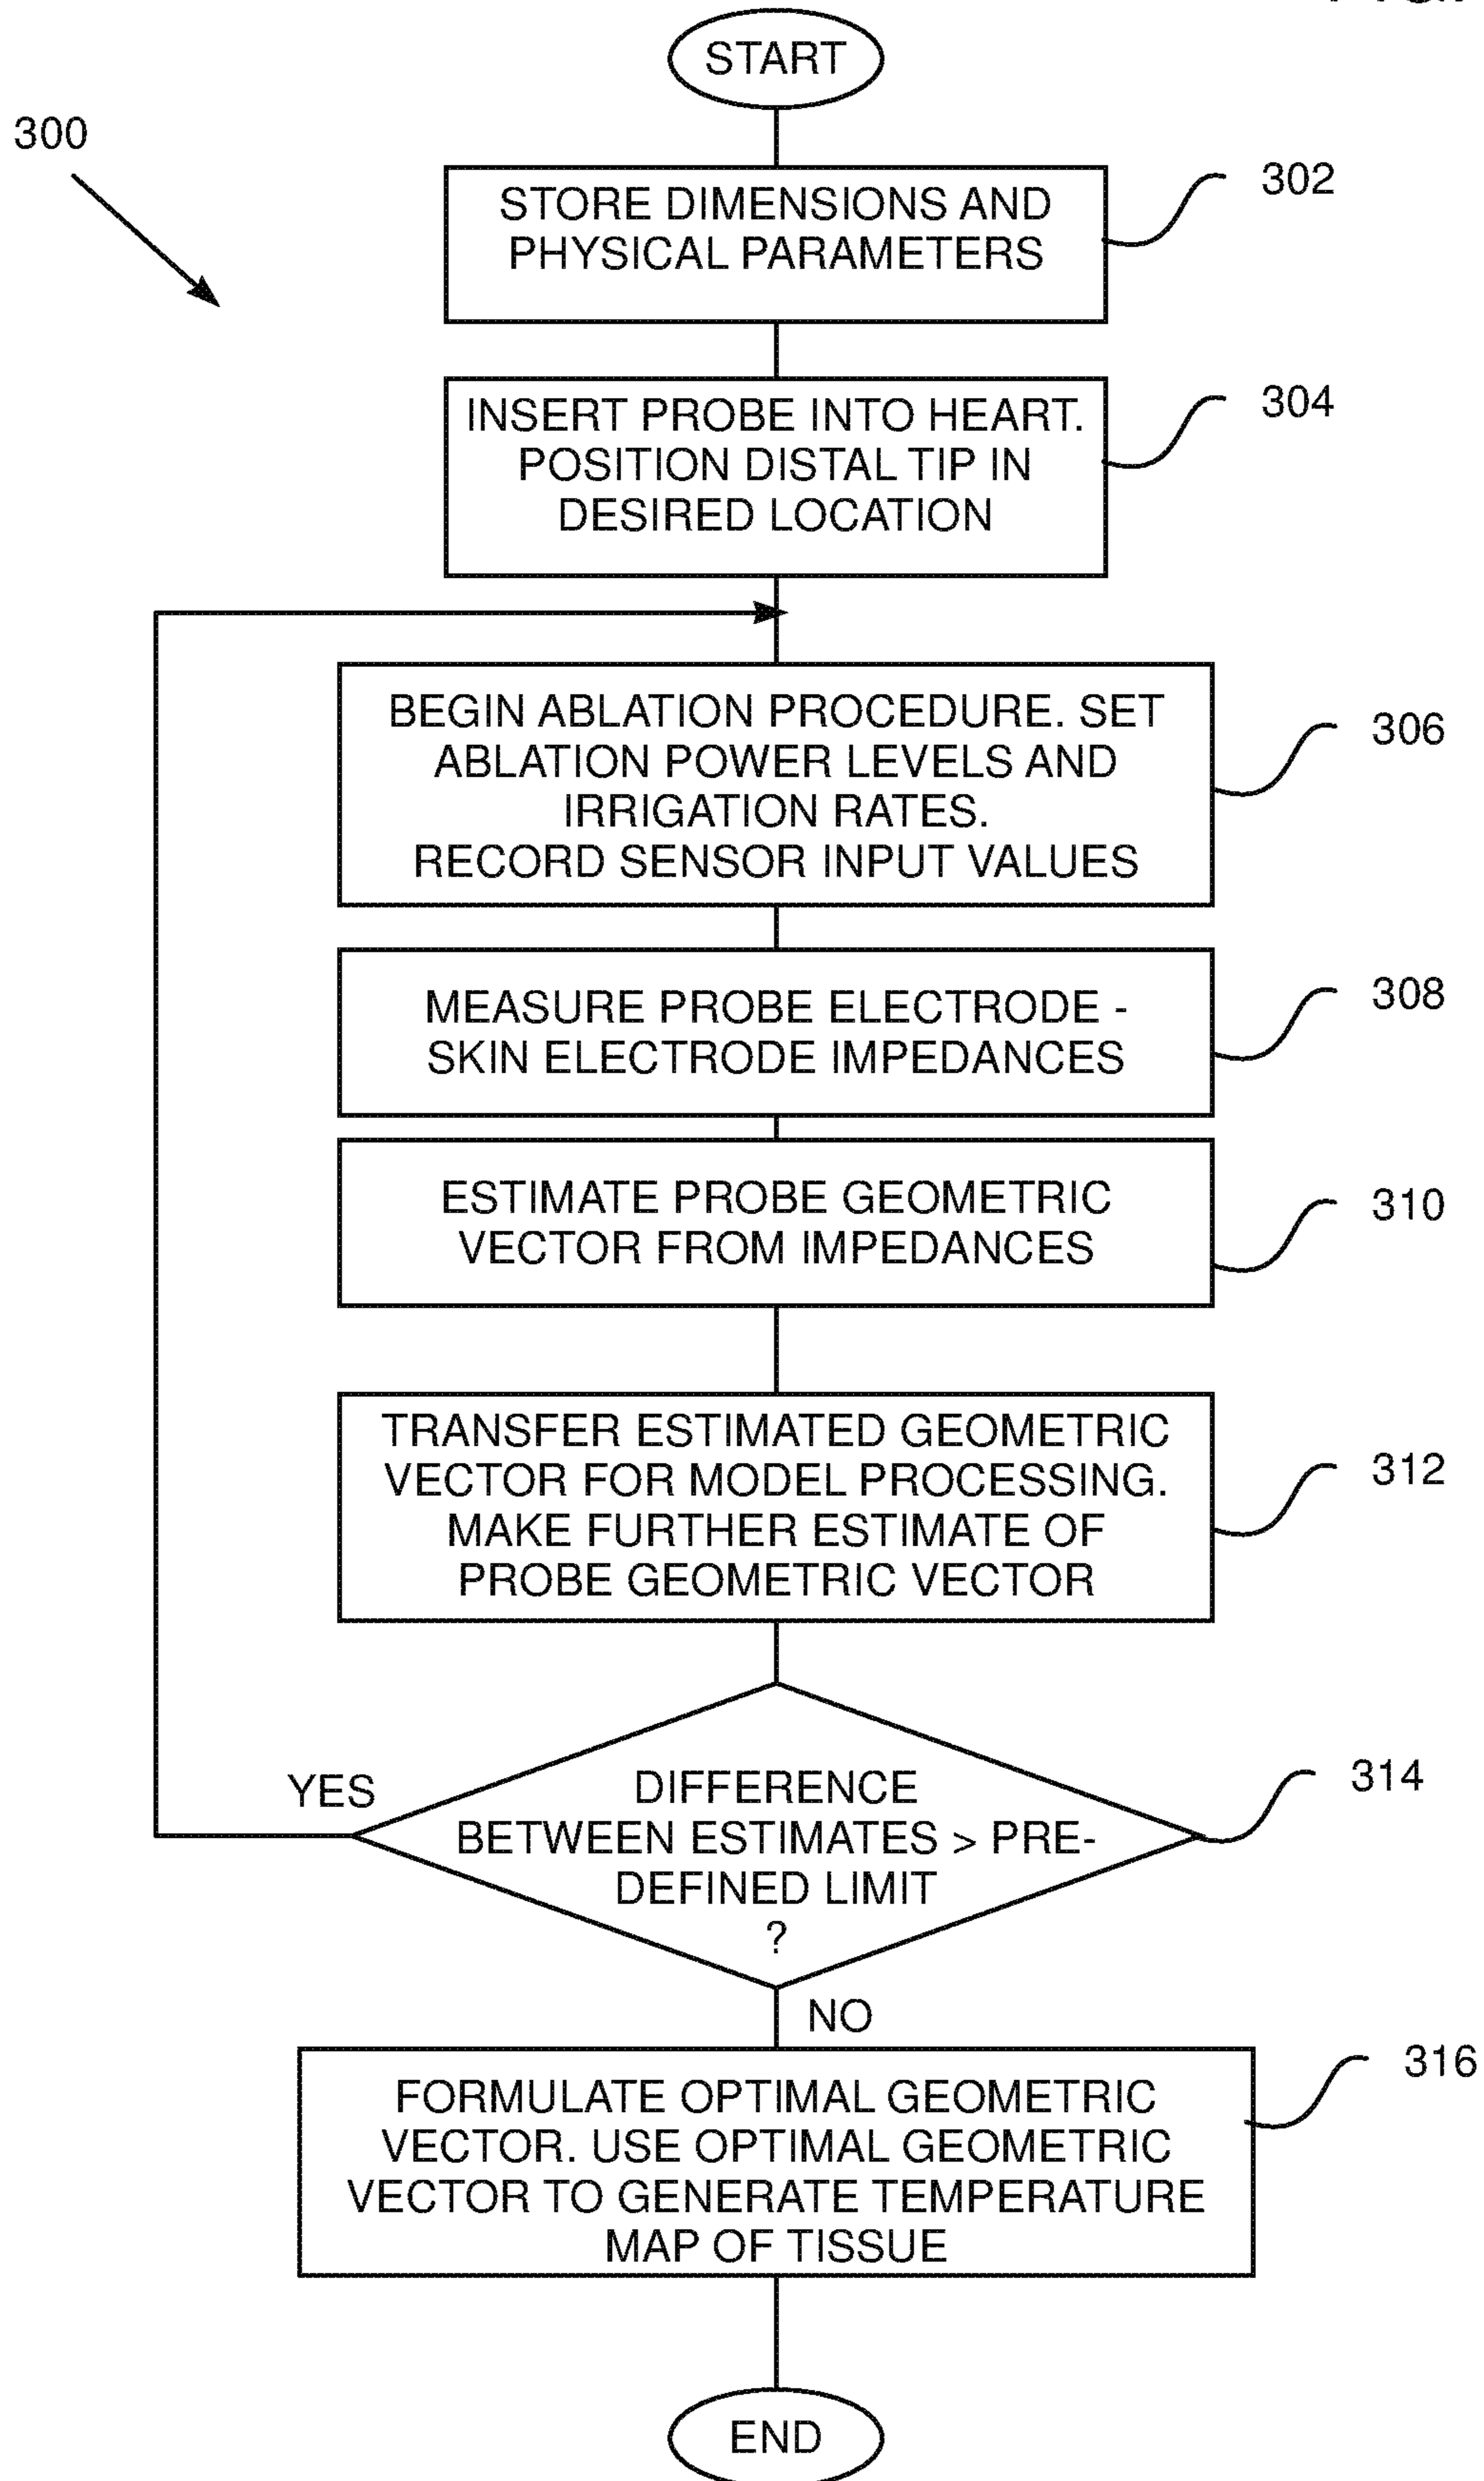 START
300
STORE DIMENSIONS AND
PHYSICAL PARAMETERS
302
INSERT PROBE INTO HEART.
POSITION DISTAL TIP IN
DESIRED LOCATION
304
BEGIN ABLATION PROCEDURE. SET
ABLATION POWER LEVELS AND
IRRIGATION RATES.
RECORD SENSOR INPUT VALUES
306
MEASURE PROBE ELECTRODE -
SKIN ELECTRODE IMPEDANCES
308
ESTIMATE PROBE GEOMETRIC
VECTOR FROM IMPEDANCES
310
TRANSFER ESTIMATED GEOMETRIC
VECTOR FOR MODEL PROCESSING.
MAKE FURTHER ESTIMATE OF
PROBE GEOMETRIC VECTOR
312
YES
DIFFERENCE
BETWEEN ESTIMATES > PRE-
DEFINED LIMIT
?
314
NO
FORMULATE OPTIMAL GEOMETRIC
VECTOR. USE OPTIMAL GEOMETRIC
VECTOR TO GENERATE TEMPERATURE
MAP OF TISSUE
316
END